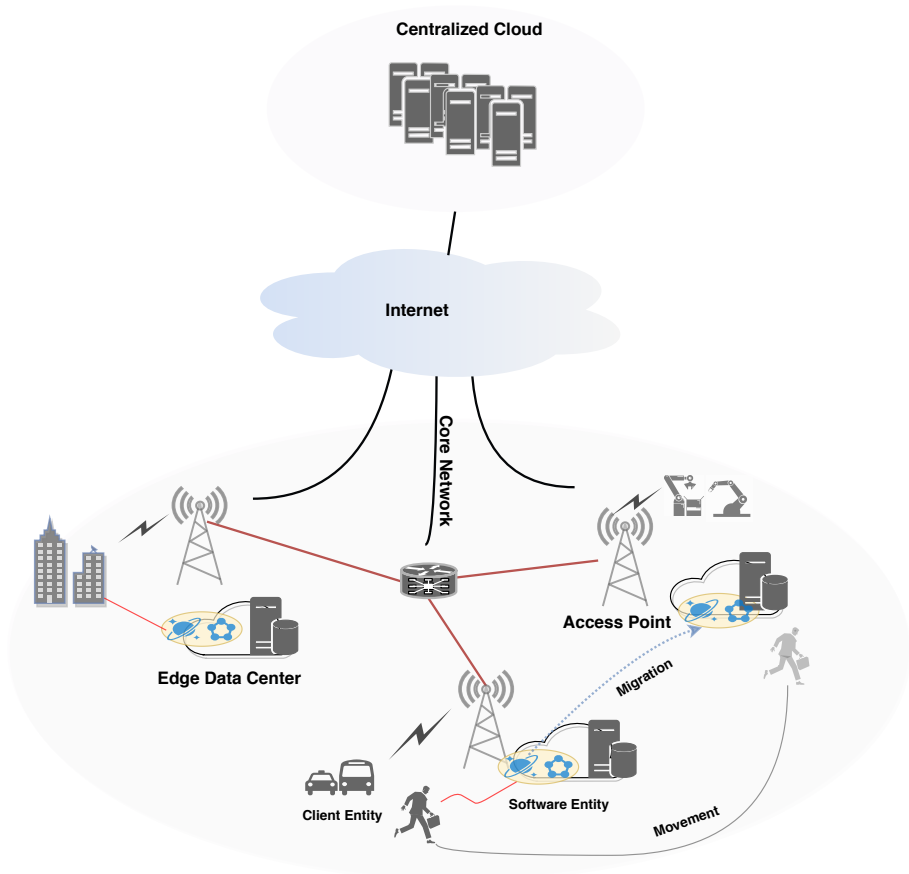 Centralized Cloud
Internet
Core Network
Access Point
Edge Data Center
Migration
Client Entity
Software Entity
Movement